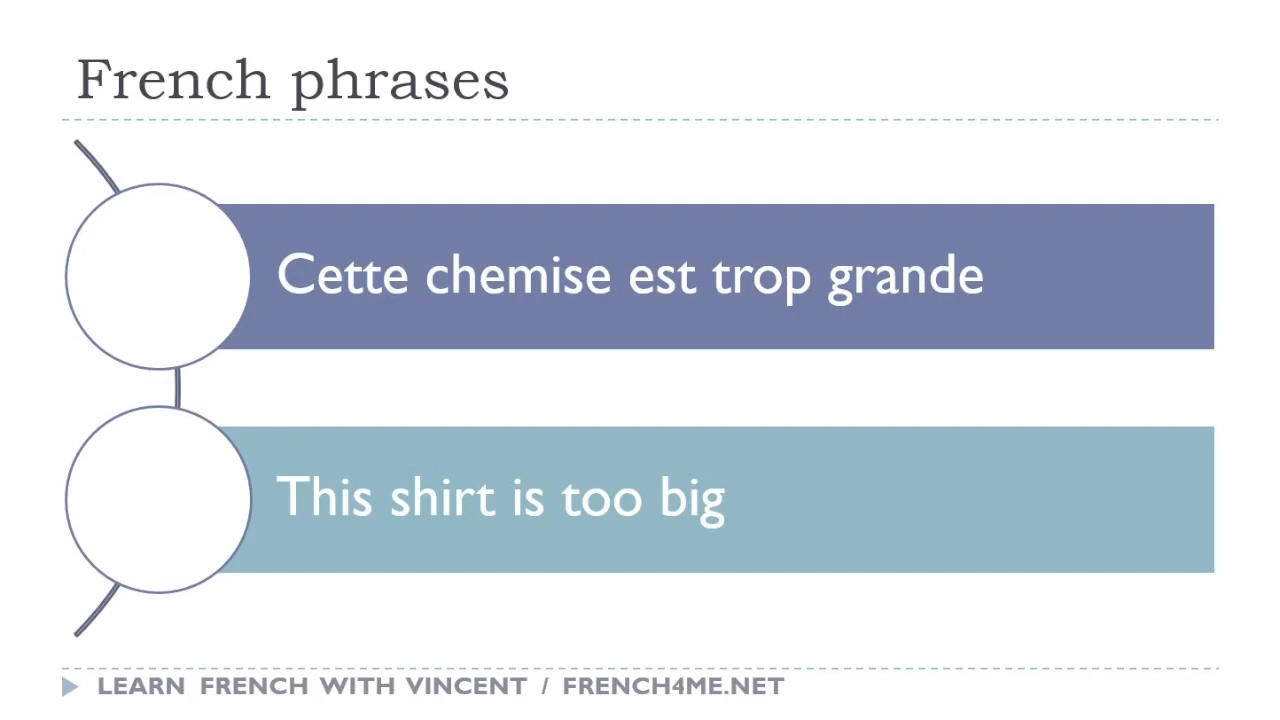 French phrases
Cette chemise est trop grande
This shirt is too big
LEARN FRENCH WITH VINCENT / FRENCH4ME.NET